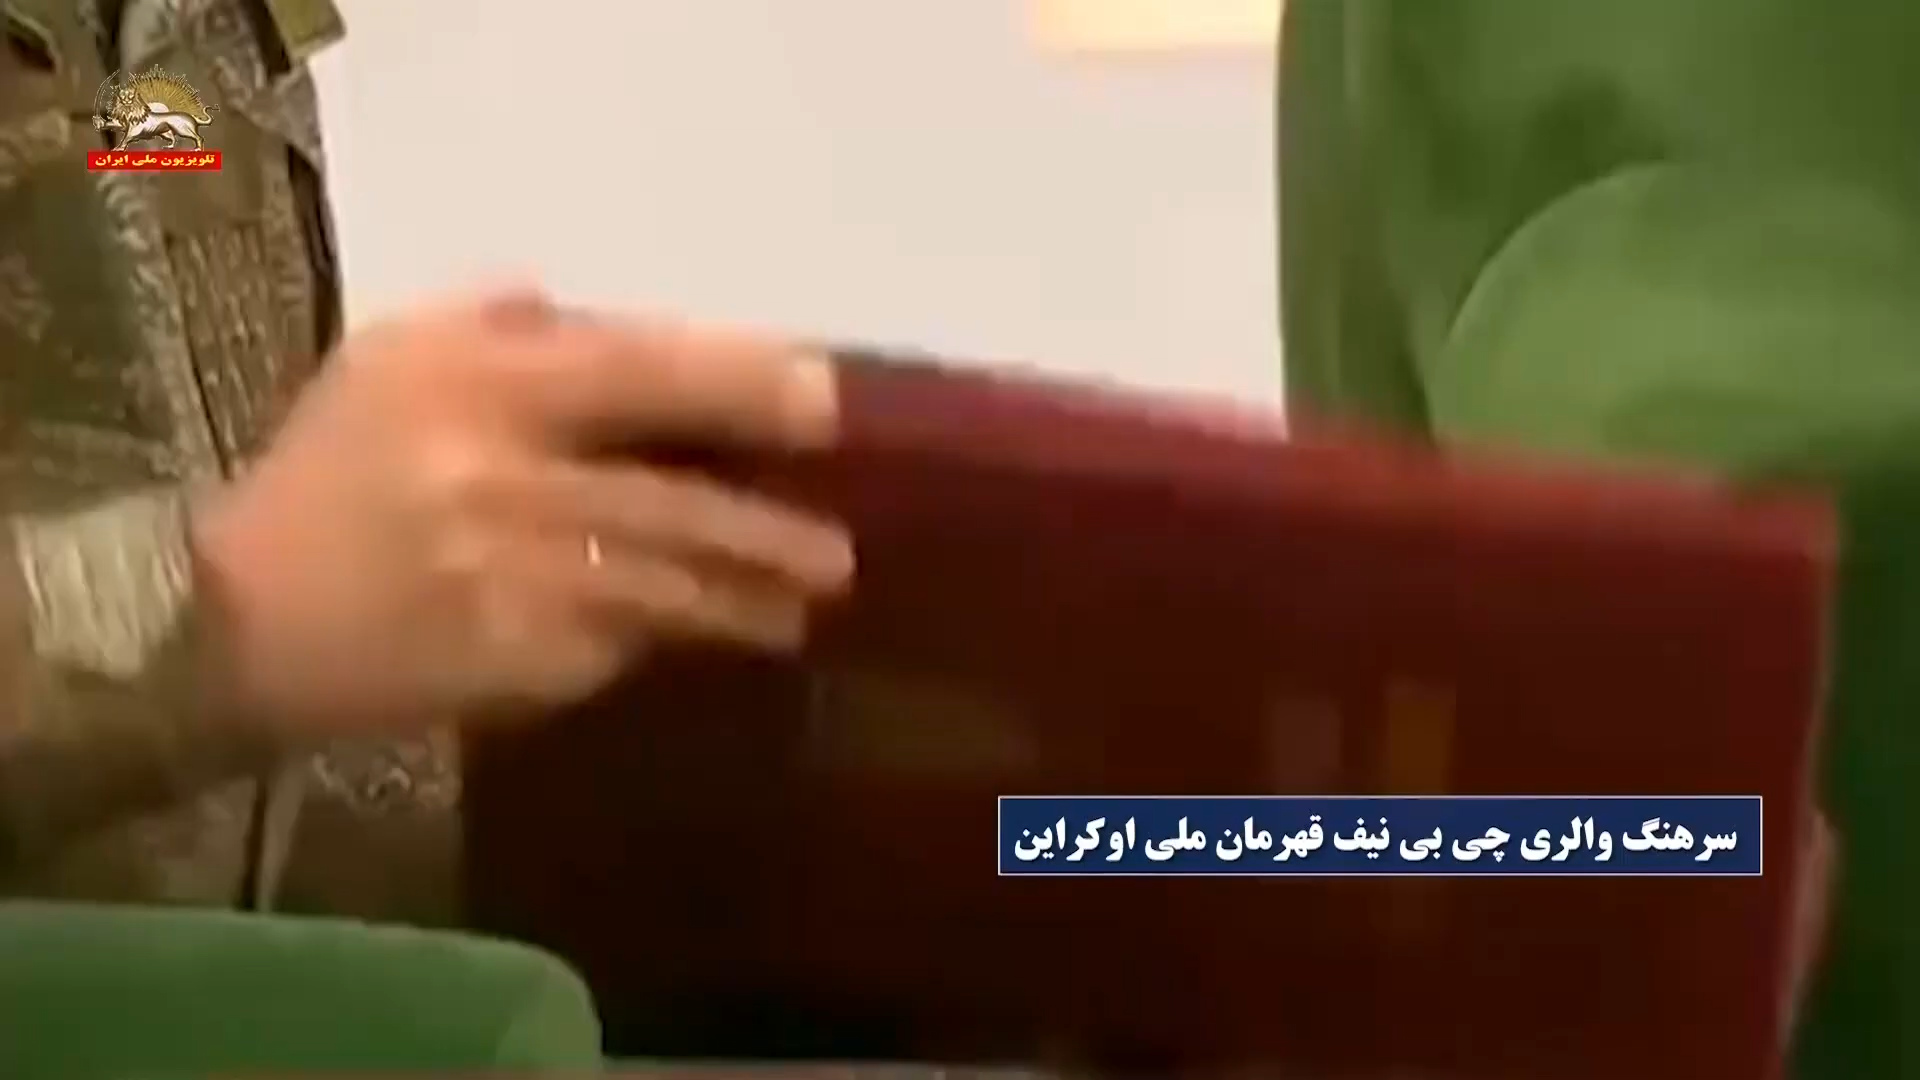 تلویزیون ملی ایران
سرهنگ والری چی بی نیف قهرمان ملی اوکراین